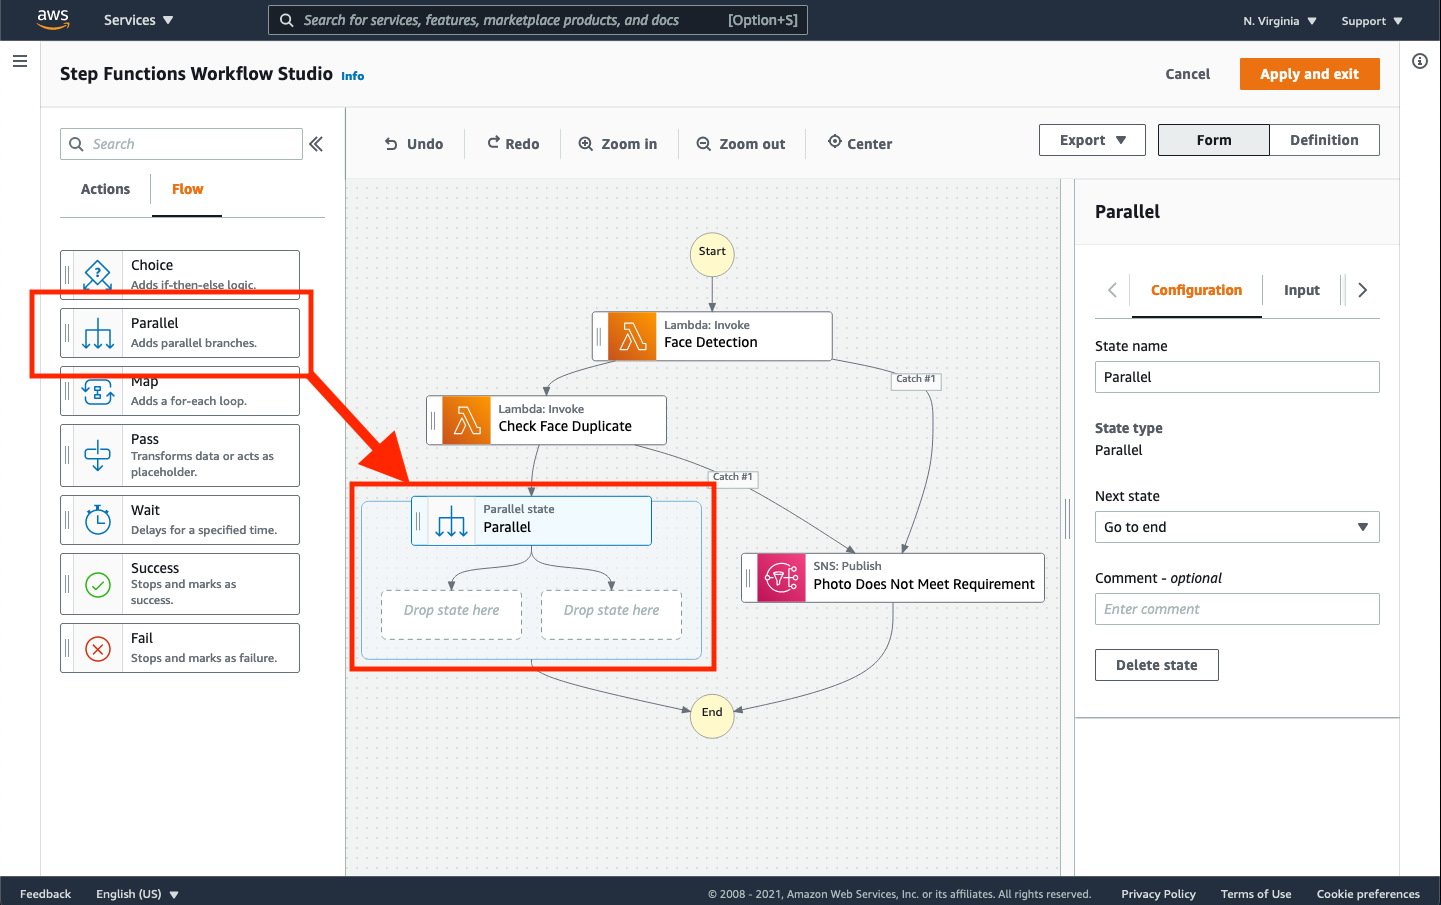 aws
Services
Search for services, features, marketplace products, and docs
[Option+S]
N. Virginia
Support
Step Functions Workflow Studio
Info
Cancel
Apply and exit
Search
Undo
Redo
Zoom in
Zoom out
Center
Export
Form
Definition
Actions
Flow
Choice
Adds if-then-else logic.
Parallel
Adds parallel branches.
Map
Adds a for-each loop.
Pass
Transforms data or acts as
placeholder.
Wait
Delays for a specified time.
Success
Stops and marks as
success.
Fail
Stops and marks as failure.
Start
Lambda: Invoke
Face Detection
Catch #1
Lambda: Invoke
Check Face Duplicate
Catch #1
Parallel state
Parallel
Drop state here
Drop state here
SNS: Publish
Photo Does Not Meet Requirement
End
Parallel
Configuration
Input
State name
Parallel
State type
Parallel
Next state
Go to end
Comment - optional
Enter comment
Delete state
Feedback
English (US)
© 2008 - 2021, Amazon Web Services, Inc. or its affiliates. All rights reserved.
Privacy Policy
Terms of Use
Cookie preferences